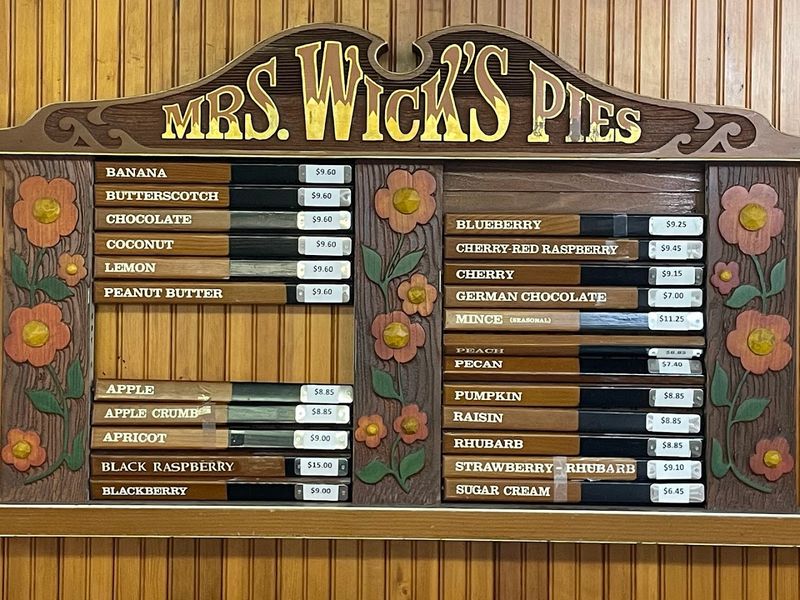 MRS. WICK'S PIES
BANANA $9.60
BUTTERSCOTCH $9.60
CHOCOLATE $9.60
COCONUT $9.60
LEMON $9.60
PEANUT BUTTER $9.60
APPLE $8.85
APPLE CRUMB $8.85
APRICOT $9.00
BLACK RASPBERRY $15.00
BLACKBERRY $9.00
BLUEBERRY $9.25
CHERRY-RED RASPBERRY $9.45
CHERRY $9.15
GERMAN CHOCOLATE $7.00
MINCE (SEASONAL) $11.25
PEACH
PECAN $7.40
PUMPKIN $8.85
RAISIN $8.85
RHUBARB $8.85
STRAWBERRY-RHUBARB $9.10
SUGAR CREAM $6.45